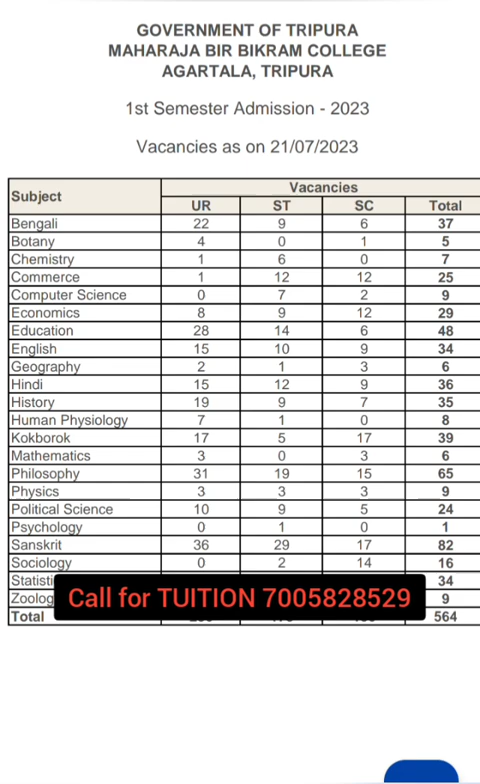 GOVERNMENT OF TRIPURA
MAHARAJA BIR BIKRAM COLLEGE
AGARTALA, TRIPURA
1st Semester Admission - 2023
Vacancies as on 21/07/2023
Subject Vacancies
UR ST SC Total
Bengali 22 9 6 37
Botany 4 0 1 5
Chemistry 1 6 0 7
Commerce 1 12 12 25
Computer Science 0 7 2 9
Economics 8 9 12 29
Education 28 14 6 48
English 15 10 9 34
Geography 2 1 3 6
Hindi 15 12 9 36
History 19 9 7 35
Human Physiology 7 1 0 8
Kokborok 17 5 17 39
Mathematics 3 0 3 6
Philosophy 31 19 15 65
Physics 3 3 3 9
Political Science 10 9 5 24
Psychology 0 1 0 1
Sanskrit 36 29 17 82
Sociology 0 2 14 16
Statisti 34
Zoolog 9
Call for TUITION 7005828529
Total 564